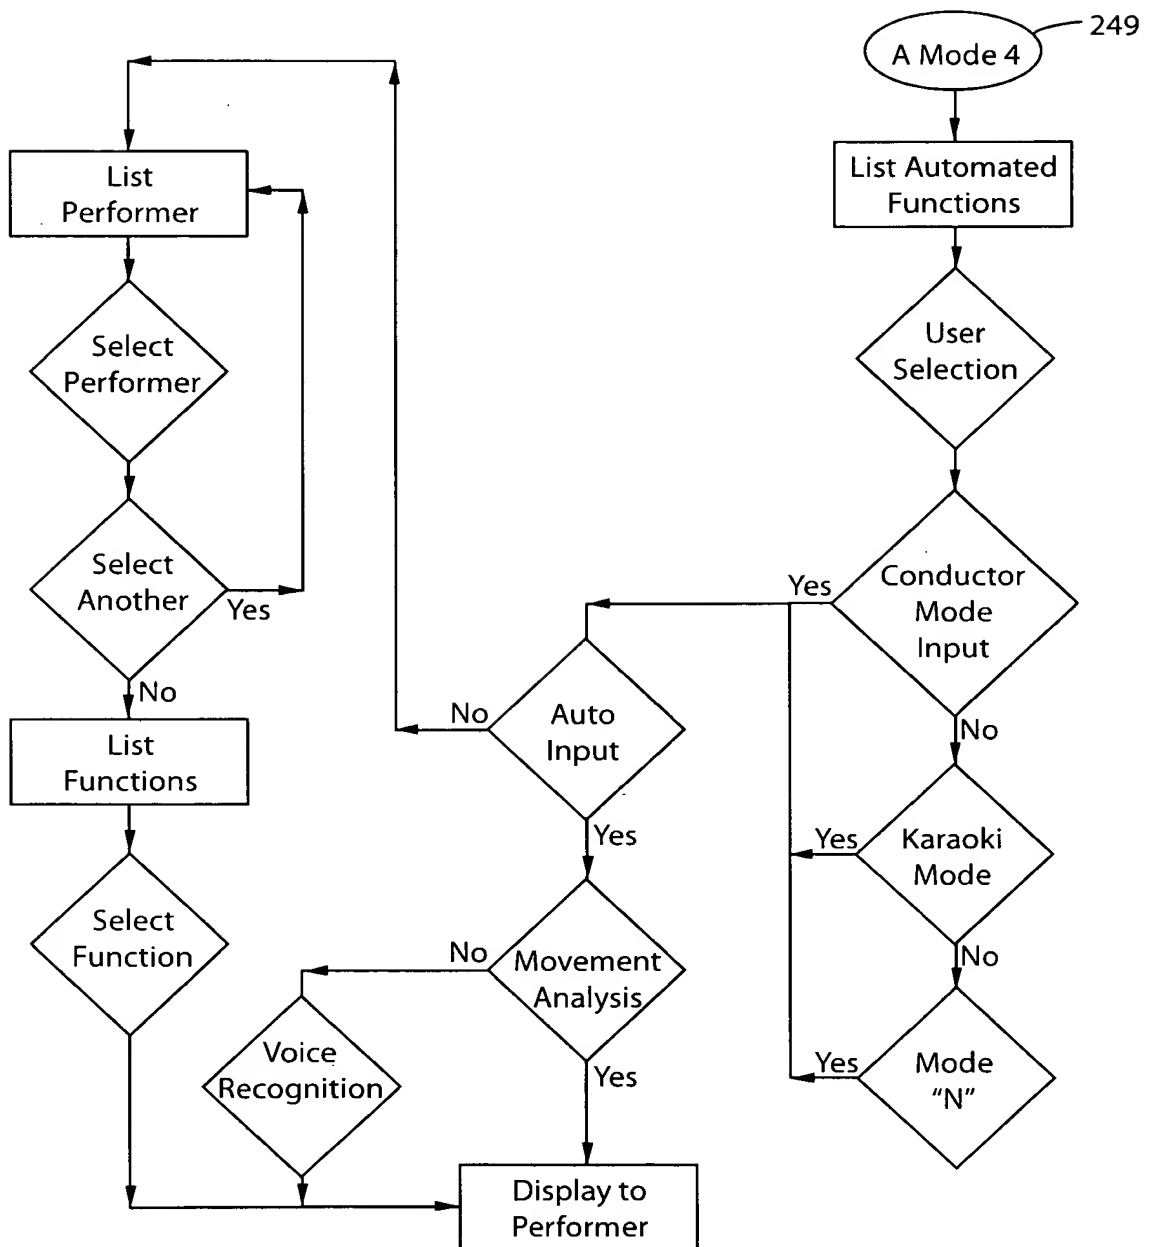 249
A Mode 4
List Automated
Functions
User
Selection
Conductor
Mode
Input
Yes
No
Karaoki
Mode
Yes
No
Mode
“N”
Yes
Auto
Input
No
Yes
Movement
Analysis
No
Yes
Voice
Recognition
Display to
Performer
List
Performer
Select
Performer
Select
Another
Yes
No
List
Functions
Select
Function